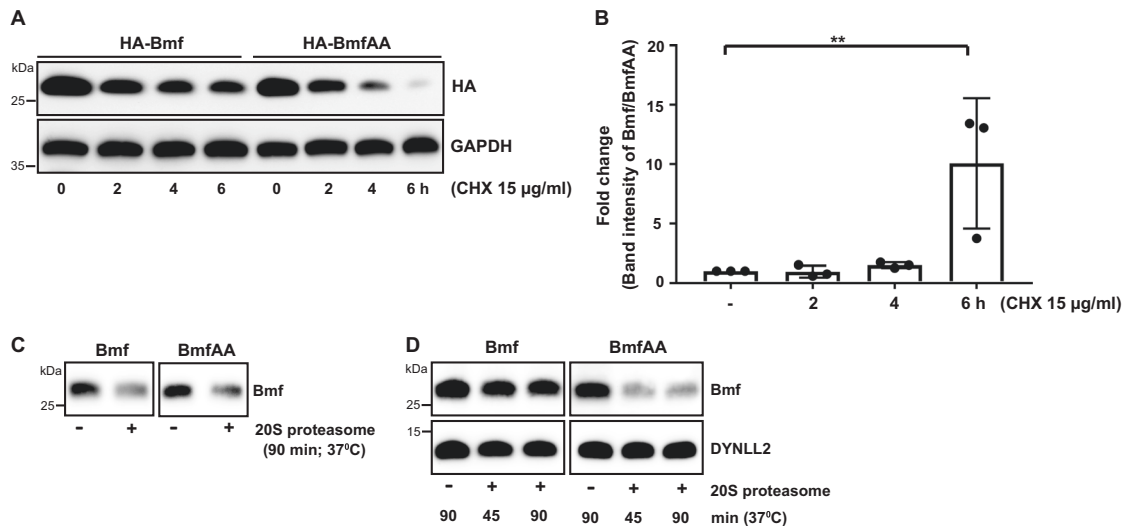 A
HA-Bmf HA-BmfAA
kDa
25
HA
35
GAPDH
0 2 4 6 0 2 4 6 h (CHX 15 µg/ml)
B
**
Fold change
(Band intensity of Bmf/BmfAA)
20
15
10
5
0
- 2 4 6 h (CHX 15 µg/ml)
C
Bmf BmfAA
kDa
25
Bmf
- + - + 20S proteasome
(90 min; 37⁰C)
D
Bmf BmfAA
kDa
25
Bmf
15
DYNLL2
- + + - + + 20S proteasome
90 45 90 90 45 90 min (37⁰C)